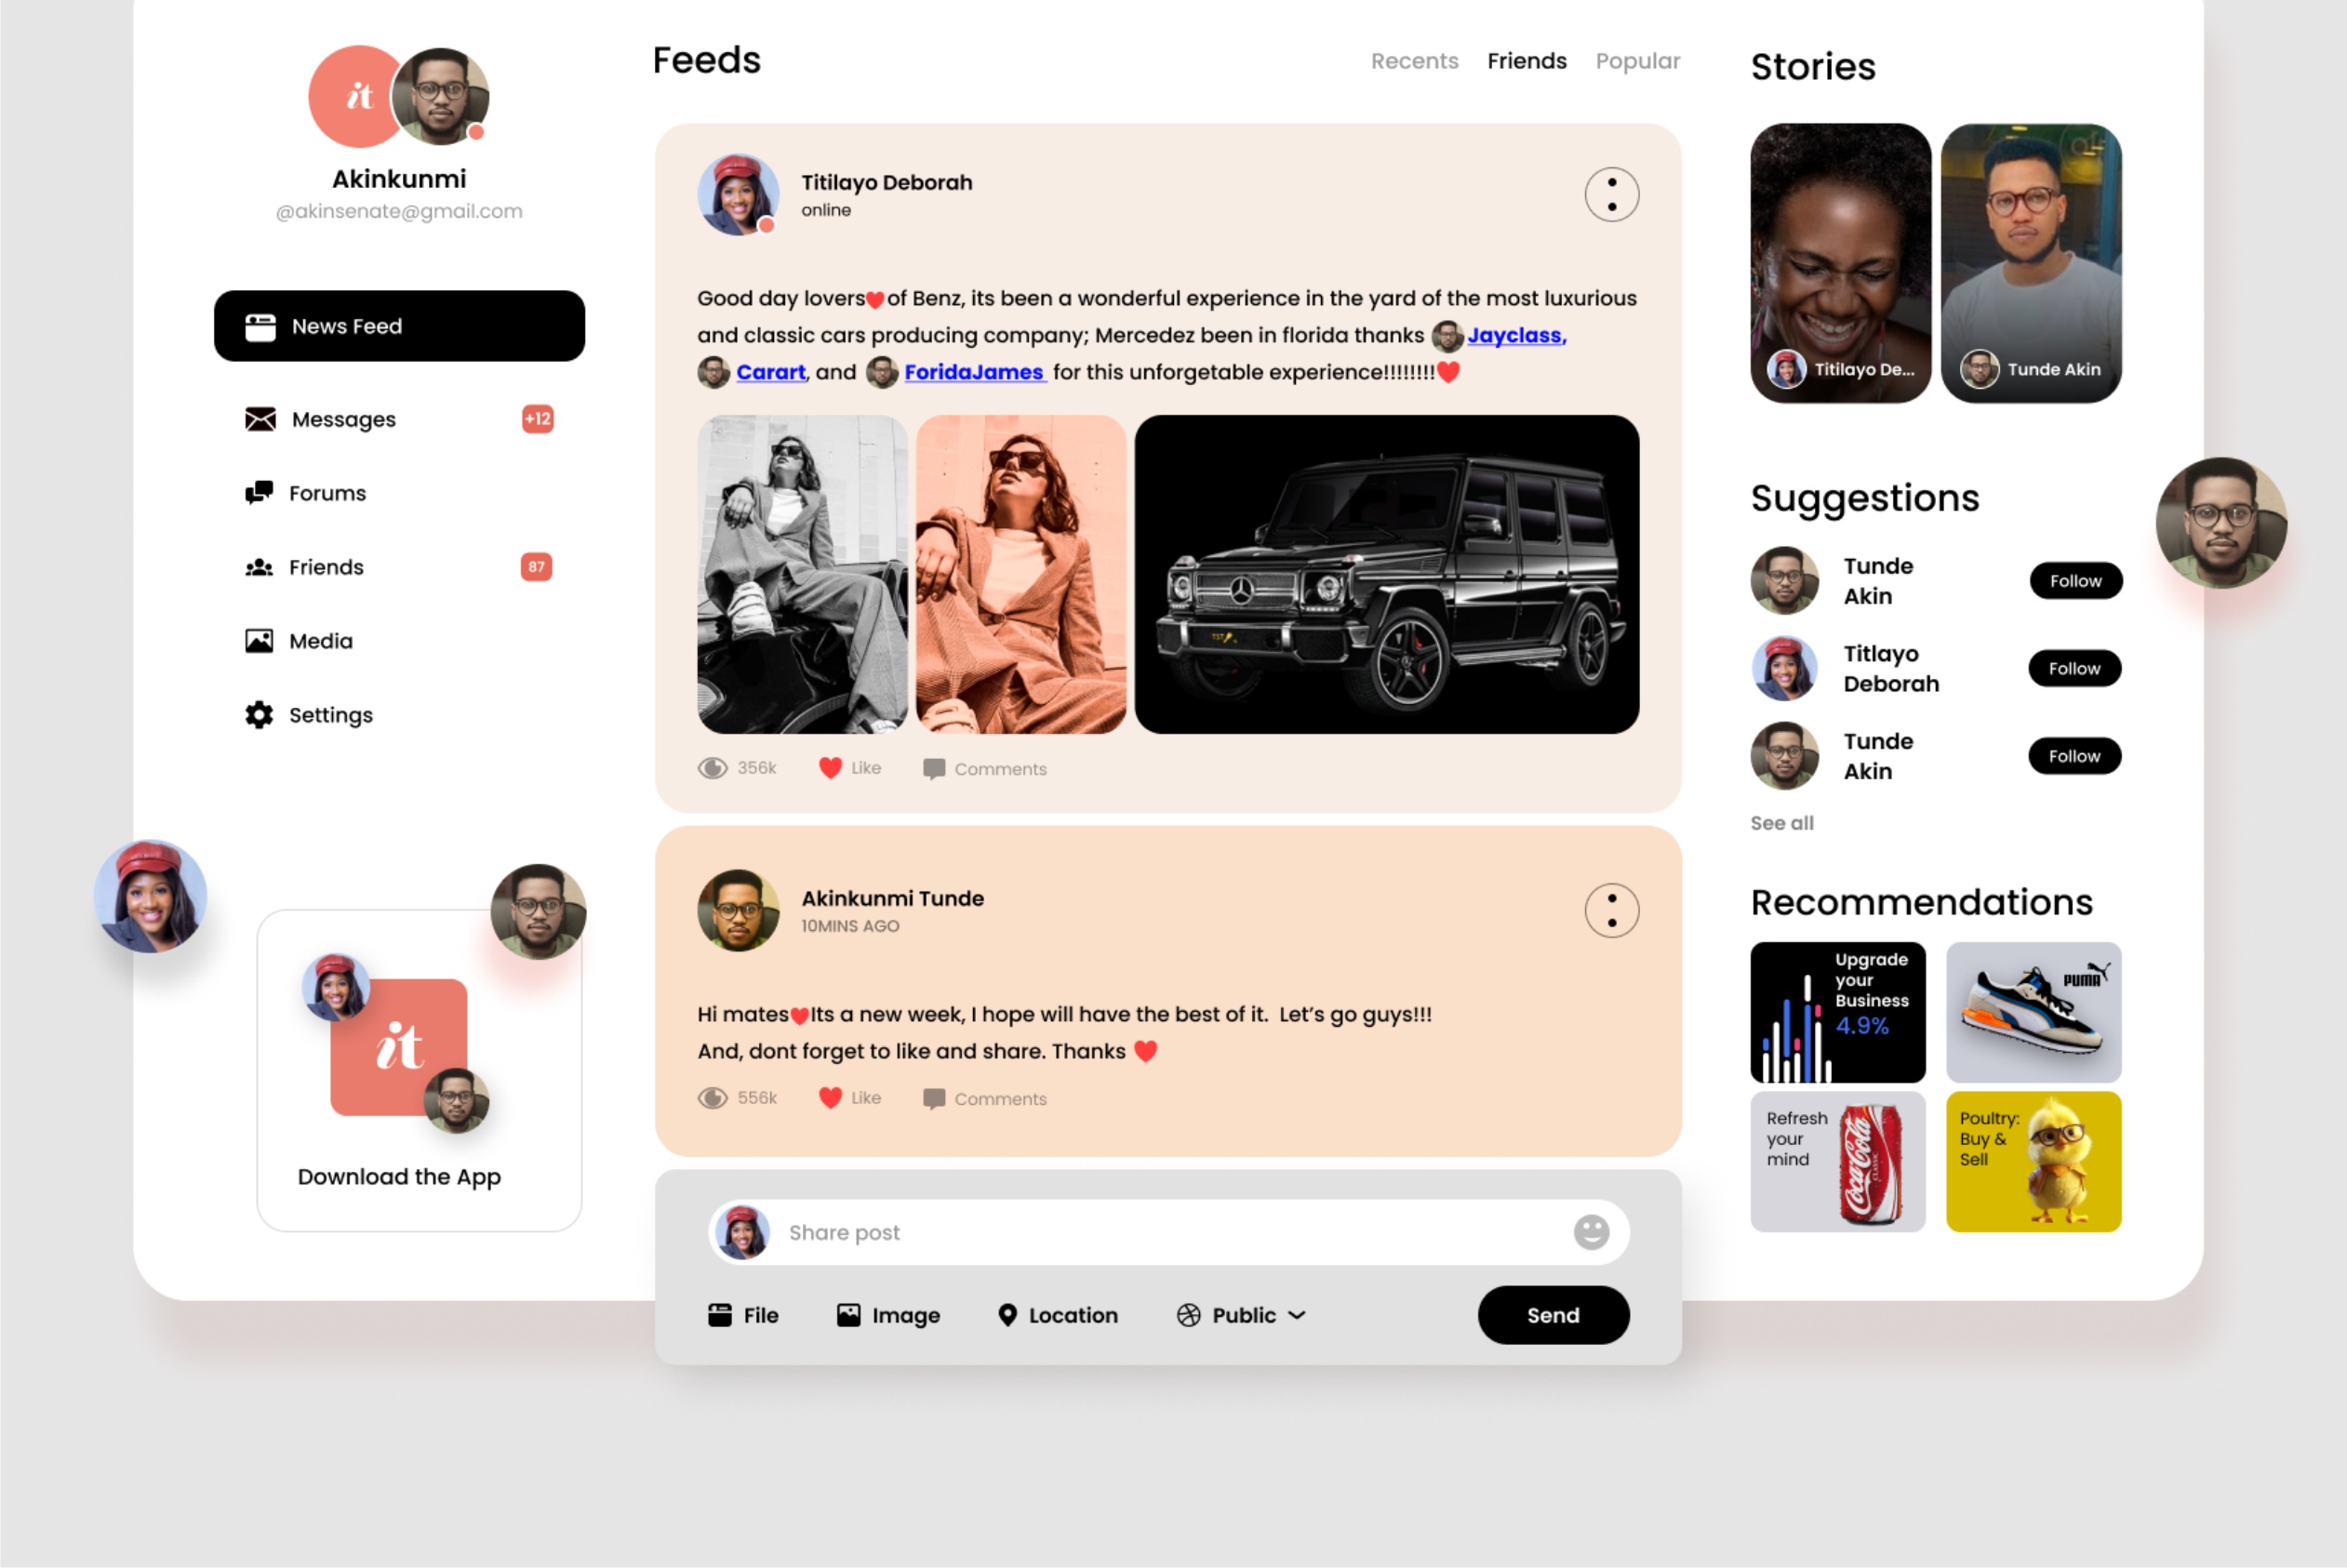 it
Akinkunmi
@akinsenate@gmail.com
News Feed
Messages
+12
Forums
Friends
87
Media
Settings
it
Download the App
Feeds
Recents
Friends
Popular
Titilayo Deborah
online
Good day lovers❤️of Benz, its been a wonderful experience in the yard of the most luxurious
and classic cars producing company; Mercedez been in florida thanks Jayclass,
Carart, and ForidaJames for this unforgetable experience!!!!!!!!❤️
TST
356k
Like
Comments
Akinkunmi Tunde
10MINS AGO
Hi mates❤️Its a new week, I hope will have the best of it.  Let’s go guys!!!
And, dont forget to like and share. Thanks ❤️
556k
Like
Comments
Share post
File
Image
Location
Public
Send
Stories
Titilayo De...
Tunde Akin
Suggestions
Tunde
Akin
Follow
Titlayo
Deborah
Follow
Tunde
Akin
Follow
See all
Recommendations
Upgrade
your
Business
4.9%
PUMA
Refresh
your
mind
Coca-Cola
CLASSIC
Poultry:
Buy &
Sell